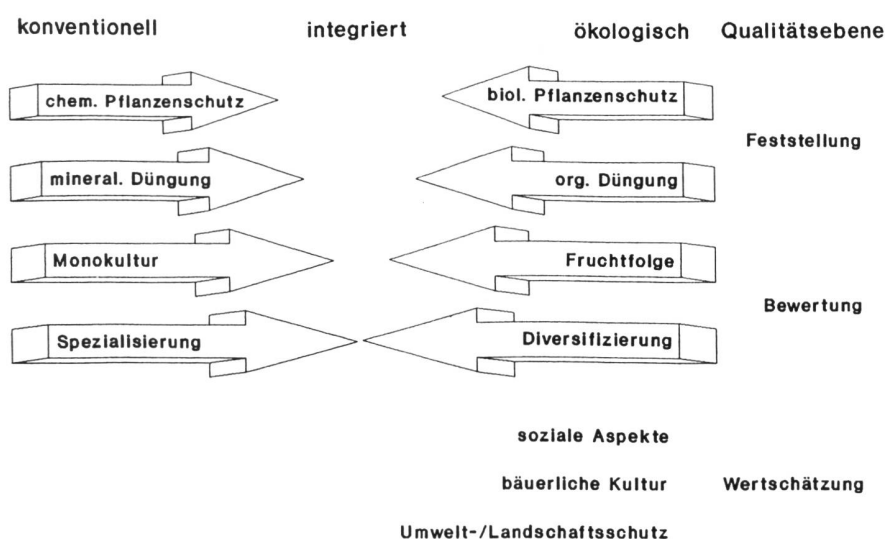 konventionell integriert ökologisch Qualitätsebene
chem. Pflanzenschutz biol. Pflanzenschutz
Feststellung
mineral. Düngung org. Düngung
Monokultur Fruchtfolge
Bewertung
Spezialisierung Diversifizierung
soziale Aspekte
bäuerliche Kultur Wertschätzung
Umwelt-/Landschaftsschutz